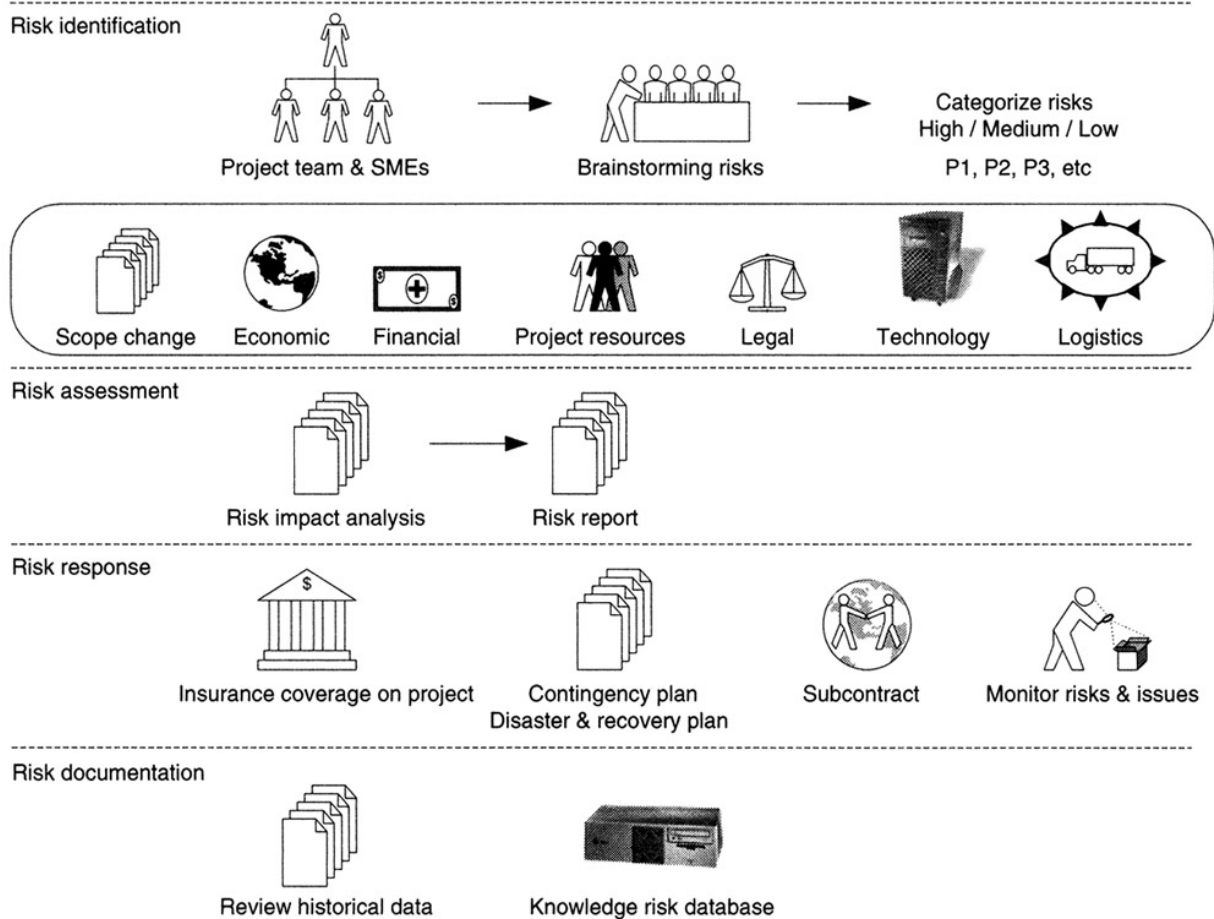 Risk identification
Project team & SMEs
Brainstorming risks
Categorize risks
High / Medium / Low
P1, P2, P3, etc
Scope change
Economic
$
$
Financial
Project resources
Legal
Technology
Logistics
Risk assessment
Risk impact analysis
Risk report
Risk response
$
Insurance coverage on project
Contingency plan
Disaster & recovery plan
Subcontract
Monitor risks & issues
Risk documentation
Review historical data
Knowledge risk database